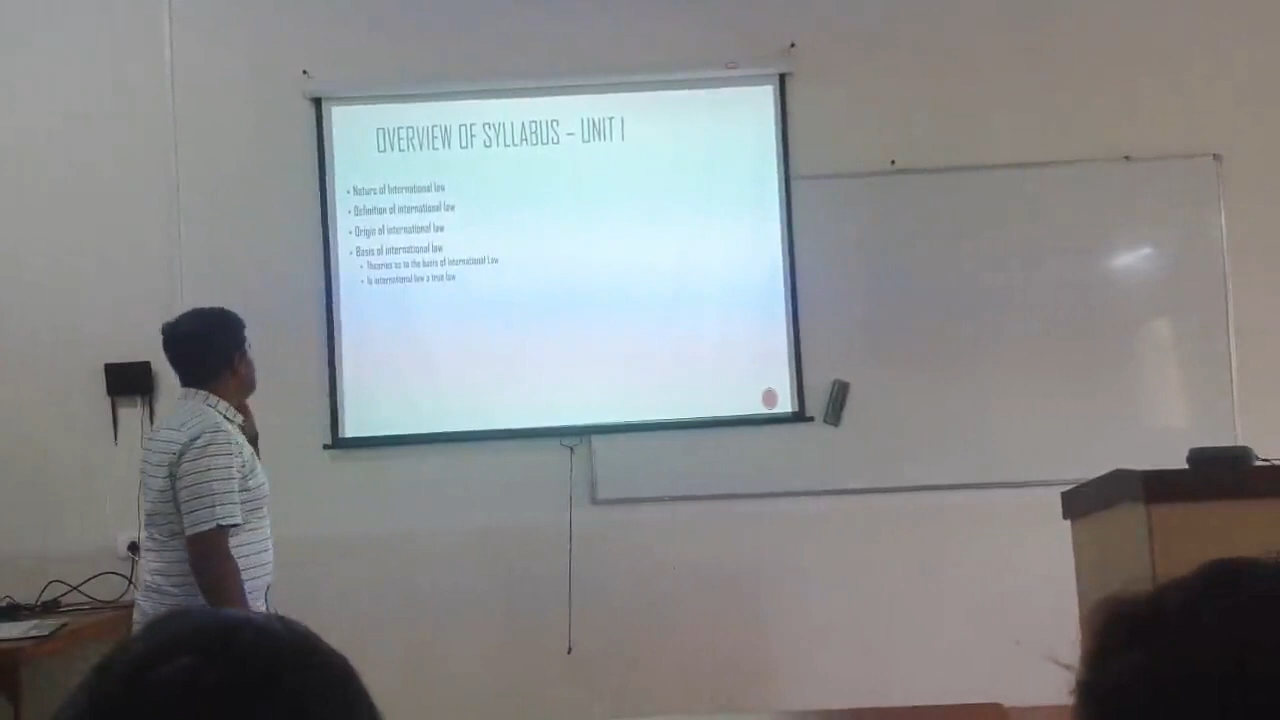 OVERVIEW OF SYLLABUS – UNIT I
• Nature of International law
• Definition of international law
• Origin of international law
• Basis of international law
• Theories as to the basis of International Law
• Is international law a true law